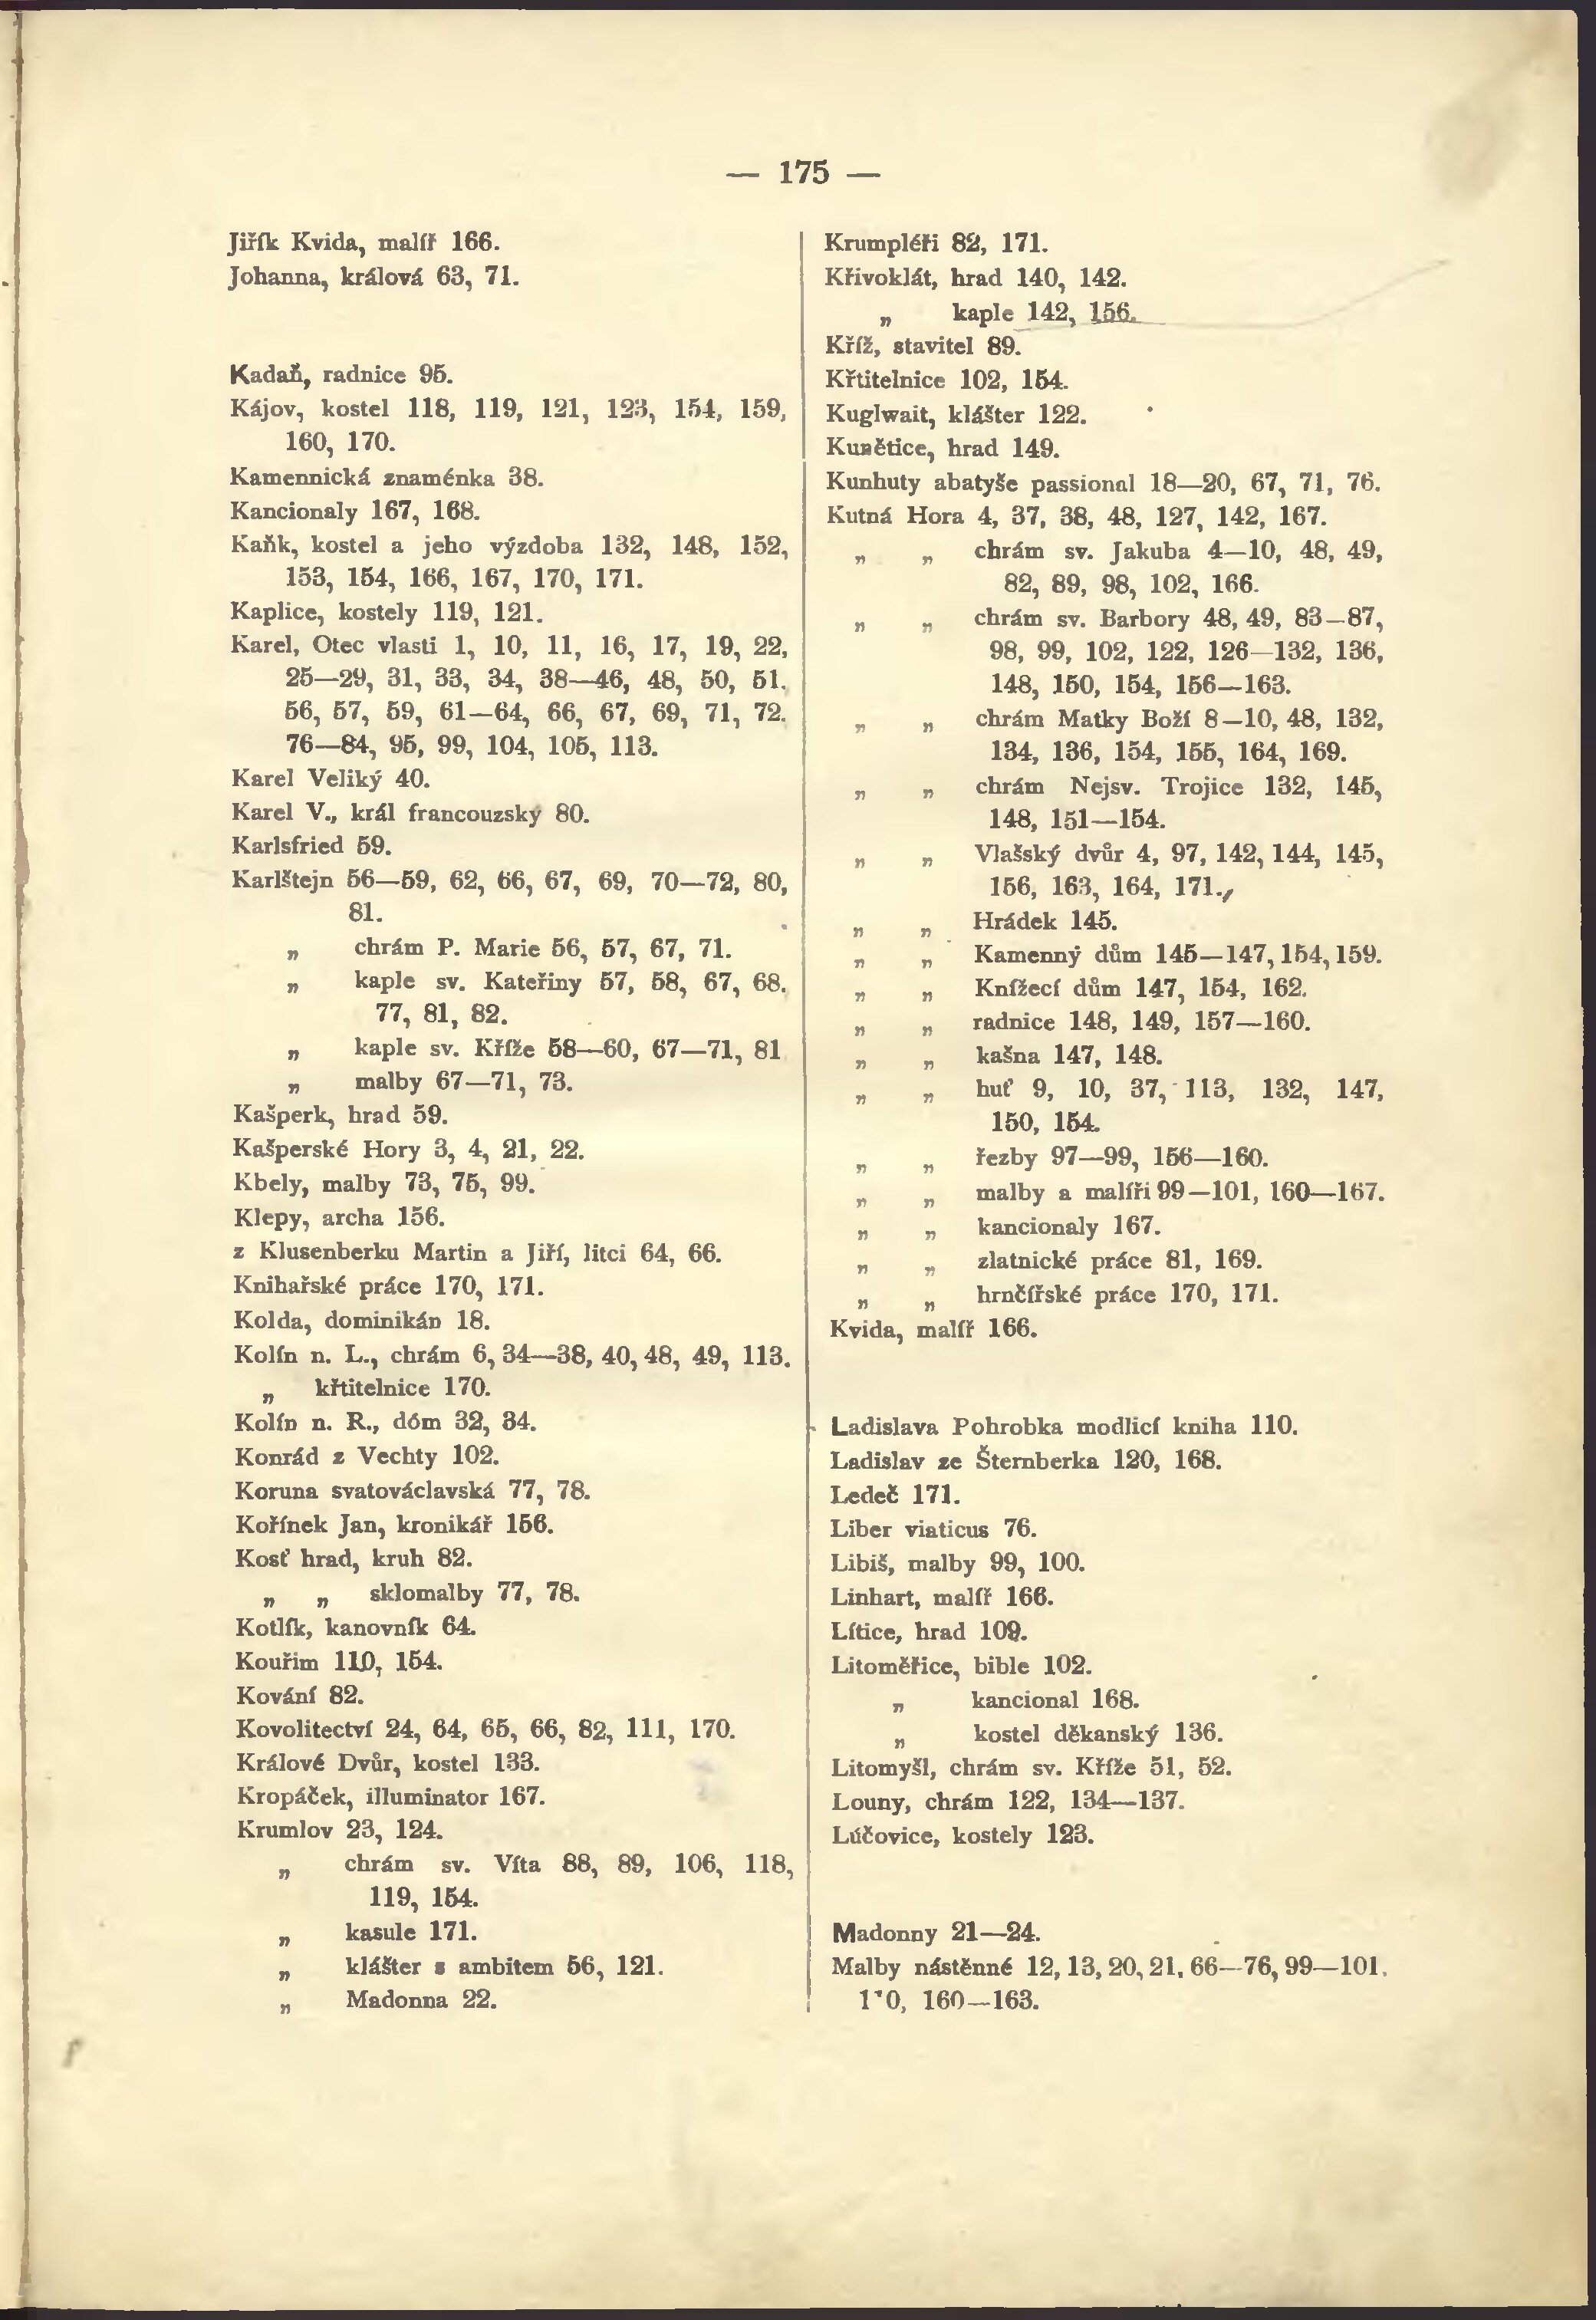 — 175 —
Jiřík Kvida, malíř 166.
Johanna, králová 63, 71.
Kadaň, radnice 95.
Kájov, kostel 118, 119, 121, 123, 154, 159,
160, 170.
Kamennická znaménka 38.
Kancionaly 167, 168.
Kaňk, kostel a jeho výzdoba 132, 148, 152,
153, 154, 166, 167, 170, 171.
Kaplice, kostely 119, 121.
Karel, Otec vlasti 1, 10, 11, 16, 17, 19, 22,
25—29, 31, 33, 34, 38—46, 48, 50, 51,
56, 57, 59, 61—64, 66, 67, 69, 71, 72,
76—84, 95, 99, 104, 105, 113.
Karel Veliký 40.
Karel V., král francouzský 80.
Karlsfried 59.
Karlštejn 56—59, 62, 66, 67, 69, 70—72, 80,
81.
„ chrám P. Marie 56, 57, 67, 71.
„ kaple sv. Kateřiny 57, 58, 67, 68,
77, 81, 82.
„ kaple sv. Kříže 58—60, 67—71, 81
„ malby 67—71, 73.
Kašperk, hrad 59.
Kašperské Hory 3, 4, 21, 22.
Kbely, malby 73, 75, 99.
Klepy, archa 156.
z Klusenberku Martin a Jiří, litci 64, 66.
Knihařské práce 170, 171.
Kolda, dominikán 18.
Kolín n. L., chrám 6, 34—38, 40, 48, 49, 113.
„ křtitelnice 170.
Kolín n. R., dóm 32, 34.
Konrád z Vechty 102.
Koruna svatováclavská 77, 78.
Kořínek Jan, kronikář 156.
Kosť hrad, kruh 82.
„ „ sklomalby 77, 78.
Kotlík, kanovník 64.
Kouřim 110, 154.
Kování 82.
Kovolitectví 24, 64, 65, 66, 82, 111, 170.
Králové Dvůr, kostel 133.
Kropáček, illuminator 167.
Krumlov 23, 124.
„ chrám sv. Víta 88, 89, 106, 118,
119, 154.
„ kasule 171.
„ klášter s ambitem 56, 121.
„ Madonna 22.
Krumpléři 82, 171.
Křivoklát, hrad 140, 142.
„ kaple 142, 156.
Kříž, stavitel 89.
Křtitelnice 102, 154.
Kuglwait, klášter 122.
Kunětice, hrad 149.
Kunhuty abatyše passional 18—20, 67, 71, 76.
Kutná Hora 4, 37, 38, 48, 127, 142, 167.
„ „ chrám sv. Jakuba 4—10, 48, 49,
82, 89, 98, 102, 166.
„ „ chrám sv. Barbory 48, 49, 83—87,
98, 99, 102, 122, 126—132, 136,
148, 150, 154, 156—163.
„ „ chrám Matky Boží 8—10, 48, 132,
134, 136, 154, 155, 164, 169.
„ „ chrám Nejsv. Trojice 132, 145,
148, 151—154.
„ „ Vlašský dvůr 4, 97, 142, 144, 145,
156, 163, 164, 171.
„ „ Hrádek 145.
„ „ Kamenný dům 145—147, 154, 159.
„ „ Knížecí dům 147, 154, 162.
„ „ radnice 148, 149, 157—160.
„ „ kašna 147, 148.
„ „ huť 9, 10, 37, 113, 132, 147,
150, 154.
„ „ řezby 97—99, 156—160.
„ „ malby a malíři 99—101, 160—167.
„ „ kancionaly 167.
„ „ zlatnické práce 81, 169.
„ „ hrnčířské práce 170, 171.
Kvida, malíř 166.
Ladislava Pohrobka modlicí kniha 110.
Ladislav ze Šternberka 120, 168.
Ledeč 171.
Liber viaticus 76.
Libiš, malby 99, 100.
Linhart, malíř 166.
Lítice, hrad 109.
Litoměřice, bible 102.
„ kancional 168.
„ kostel děkanský 136.
Litomyšl, chrám sv. Kříže 51, 52.
Louny, chrám 122, 134—137.
Lúčovice, kostely 123.
Madonny 21—24.
Malby nástěnné 12, 13, 20, 21, 66—76, 99—101,
160—163.